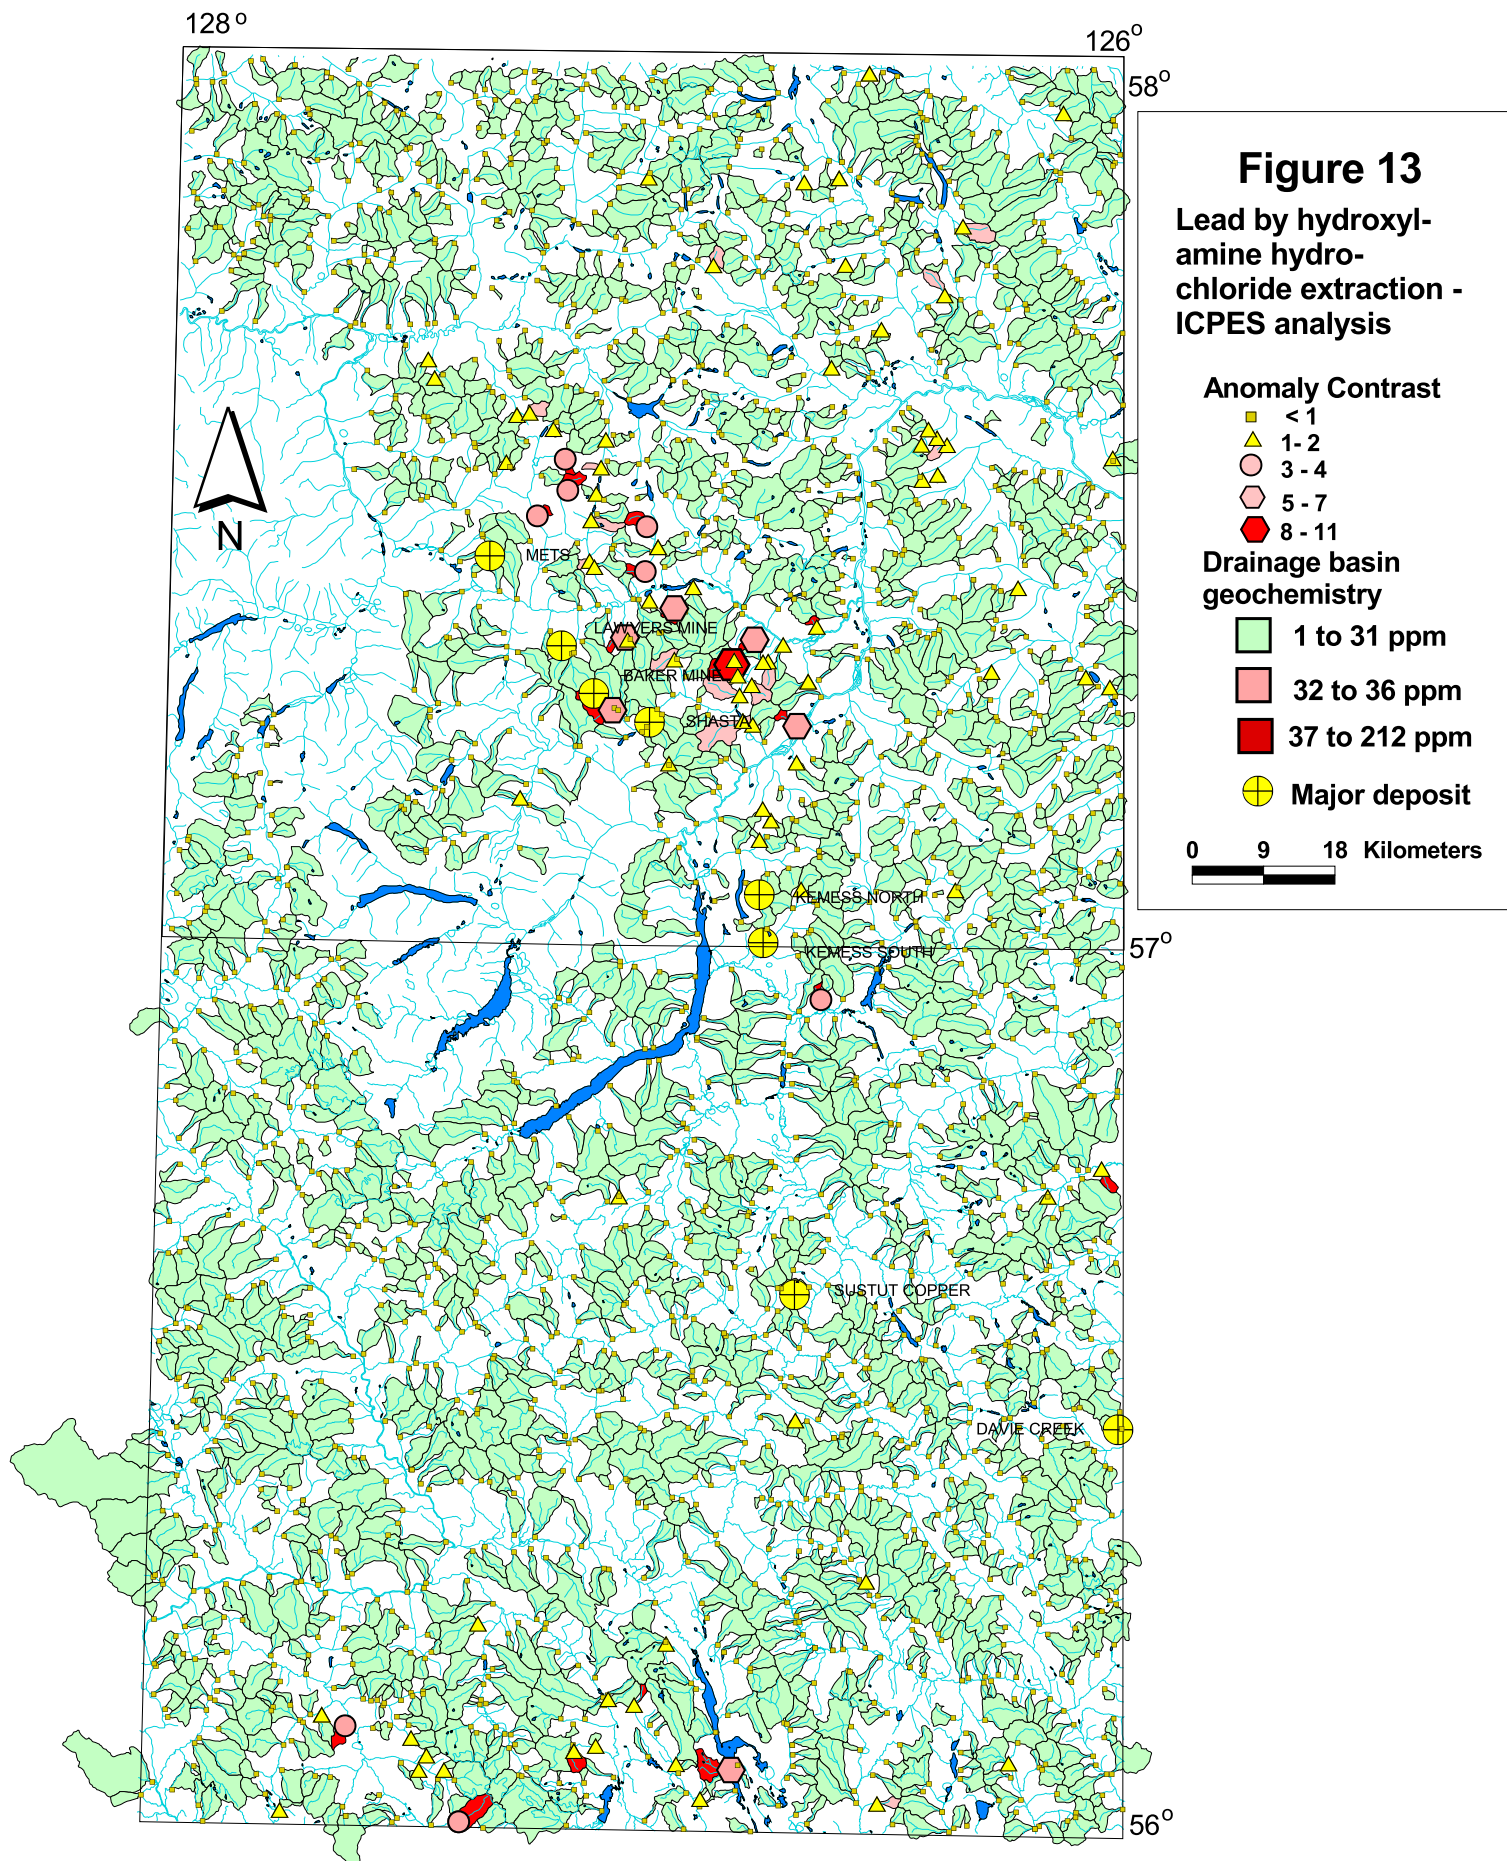 128 o
126 o
58 o
Figure 13
Lead by hydroxyl-
amine hydro-
chloride extraction -
ICPES analysis
Anomaly Contrast
< 1
1- 2
3 - 4
5 - 7
8 - 11
Drainage basin
geochemistry
1 to 31 ppm
32 to 36 ppm
37 to 212 ppm
Major deposit
0 9 18 Kilometers
N
METS
LAWYERS MINE
BAKER MINE
SHASTA
KEMESS NORTH
57 o
KEMESS SOUTH
SUSTUT COPPER
DAVIE CREEK
56 o